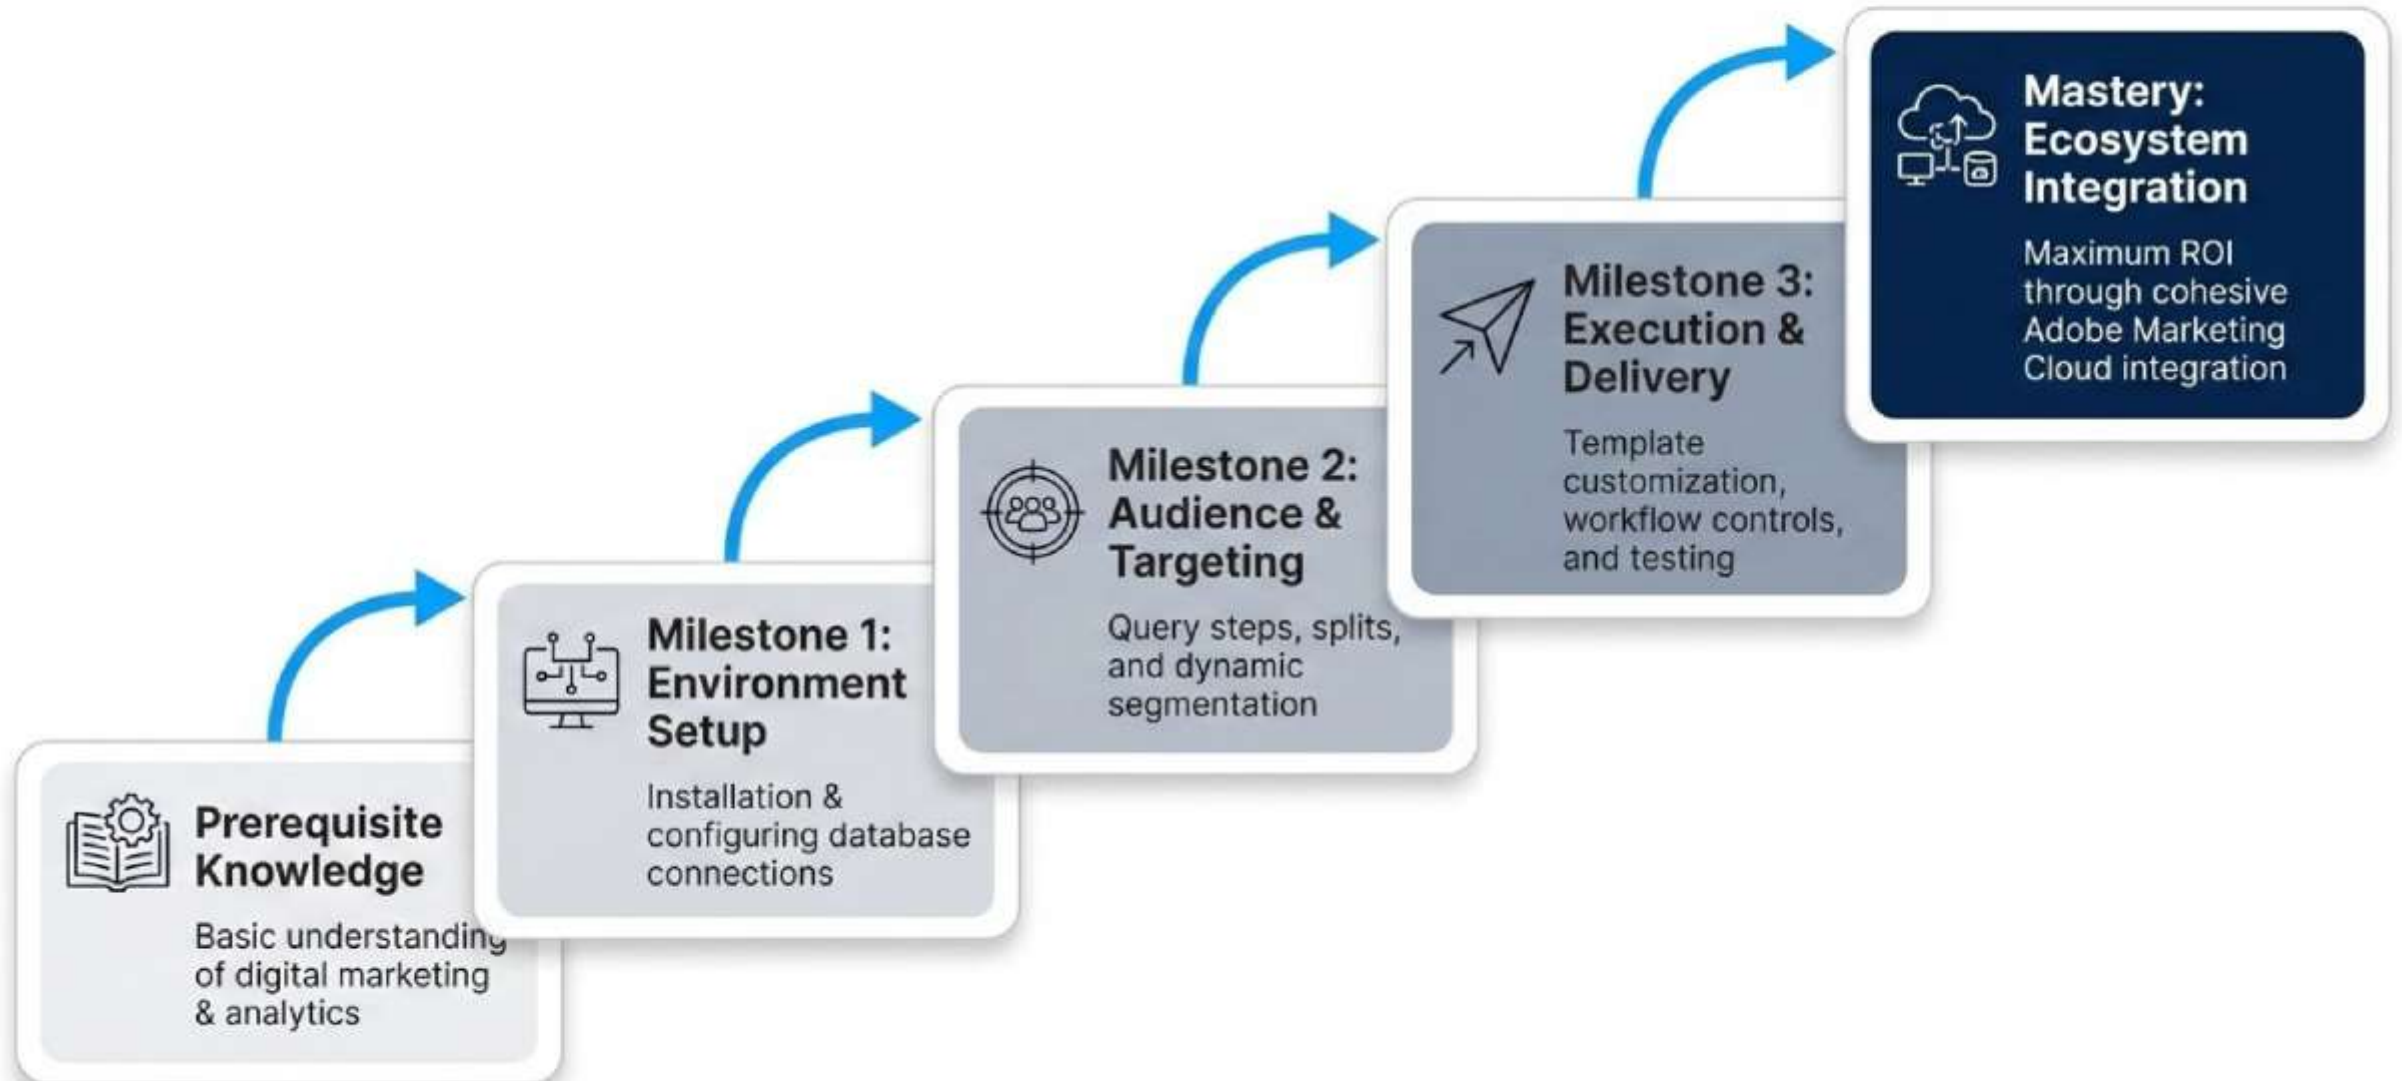 Prerequisite
Knowledge
Basic understanding
of digital marketing
& analytics
Milestone 1:
Environment
Setup
Installation &
configuring database
connections
Milestone 2:
Audience &
Targeting
Query steps, splits,
and dynamic
segmentation
Milestone 3:
Execution &
Delivery
Template
customization,
workflow controls,
and testing
Mastery:
Ecosystem
Integration
Maximum ROI
through cohesive
Adobe Marketing
Cloud integration